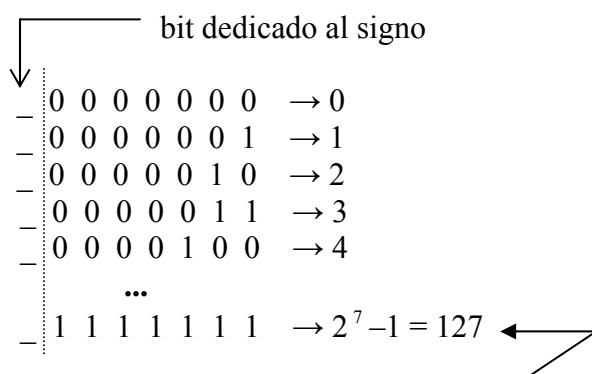 bit dedicado al signo
_ 0 0 0 0 0 0 0 → 0
_ 0 0 0 0 0 0 1 → 1
_ 0 0 0 0 0 1 0 → 2
_ 0 0 0 0 0 1 1 → 3
_ 0 0 0 0 1 0 0 → 4
...
_ 1 1 1 1 1 1 1 → 2⁷ –1 = 127